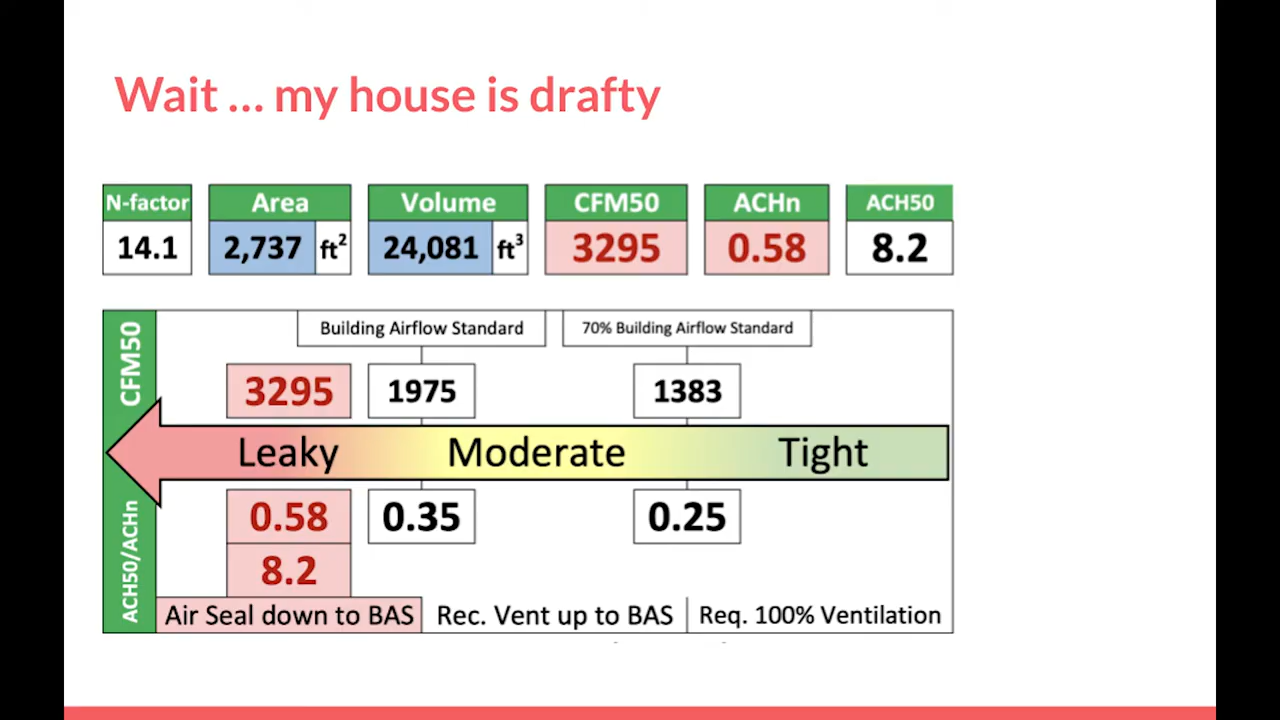 Wait ... my house is drafty
N-factor Area Volume CFM50 ACHn ACH50
14.1 2,737 ft² 24,081 ft³ 3295 0.58 8.2
CFM50
Building Airflow Standard 70% Building Airflow Standard
3295 1975 1383
Leaky Moderate Tight
ACH50/ACHn
0.58 0.35 0.25
8.2
Air Seal down to BAS Rec. Vent up to BAS Req. 100% Ventilation